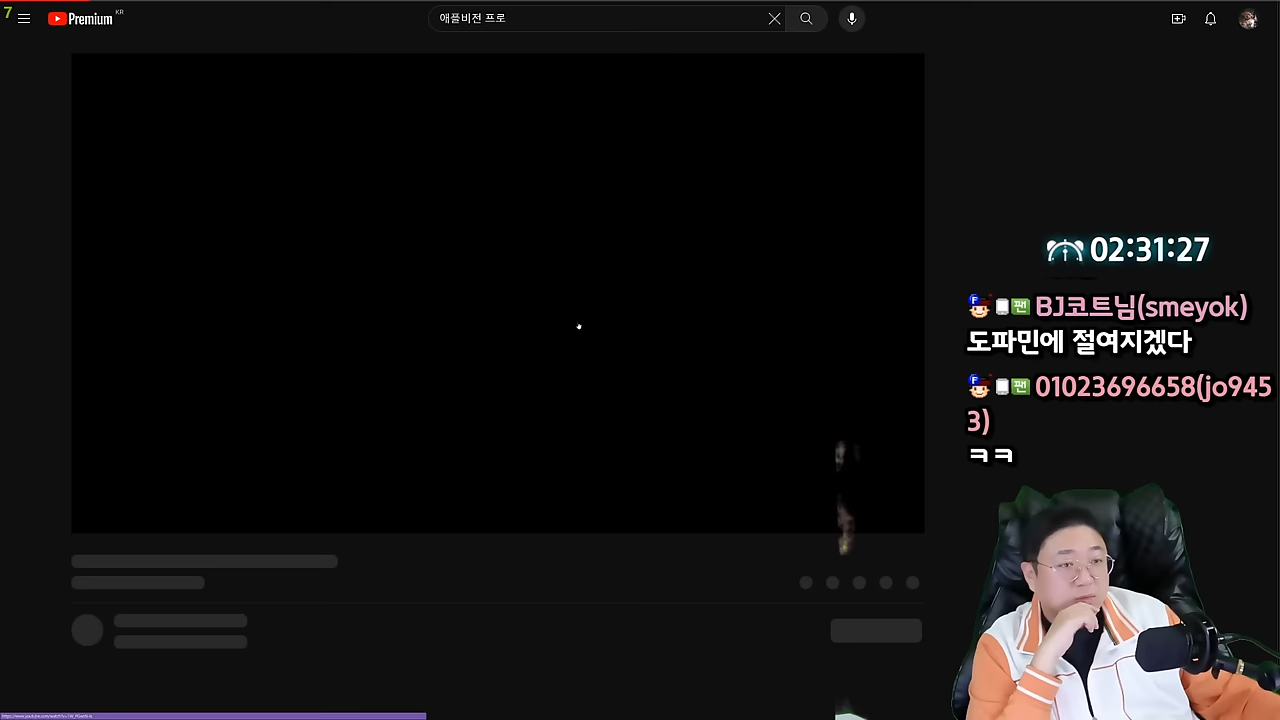 7
Premium KR
애플비전 프로
02:31:27
F 팬 BJ코트님(smeyok)
도파민에 절여지겠다
F 팬 01023696658(jo945
3)
ㅋㅋ